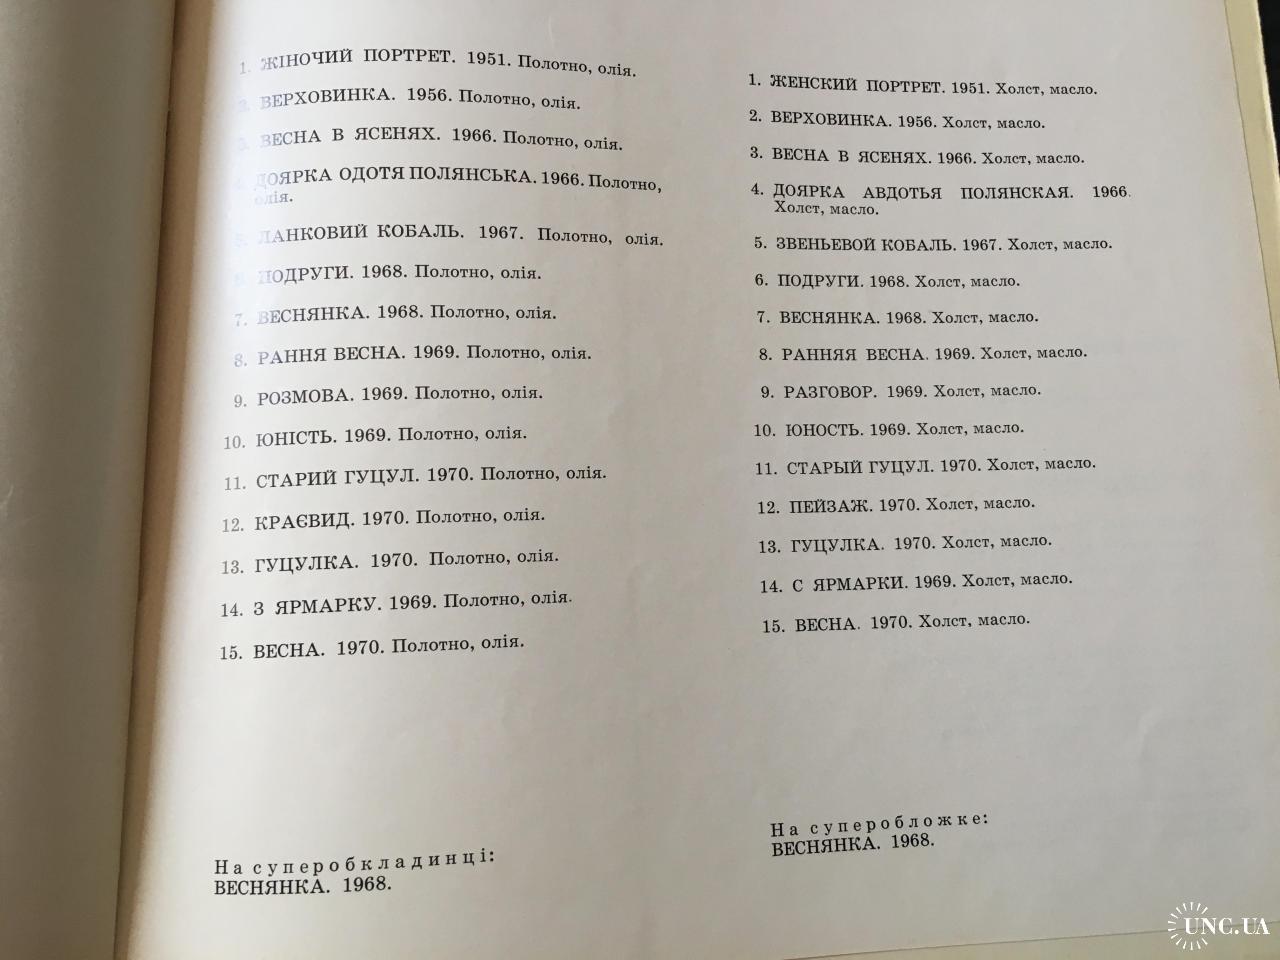 1. ЖІНОЧИЙ ПОРТРЕТ. 1951. Полотно, олія.
2. ВЕРХОВИНКА. 1956. Полотно, олія.
3. ВЕСНА В ЯСЕНЯХ. 1966. Полотно, олія.
4. ДОЯРКА ОДОТЯ ПОЛЯНСЬКА. 1966. Полотно,
олія.
5. ЛАНКОВИЙ КОБАЛЬ. 1967. Полотно, олія.
6. ПОДРУГИ. 1968. Полотно, олія.
7. ВЕСНЯНКА. 1968. Полотно, олія.
8. РАННЯ ВЕСНА. 1969. Полотно, олія.
9. РОЗМОВА. 1969. Полотно, олія.
10. ЮНІСТЬ. 1969. Полотно, олія.
11. СТАРИЙ ГУЦУЛ. 1970. Полотно, олія.
12. КРАЄВИД. 1970. Полотно, олія.
13. ГУЦУЛКА. 1970. Полотно, олія.
14. З ЯРМАРКУ. 1969. Полотно, олія.
15. ВЕСНА. 1970. Полотно, олія.
На суперобкладинці:
ВЕСНЯНКА. 1968.
1. ЖЕНСКИЙ ПОРТРЕТ. 1951. Холст, масло.
2. ВЕРХОВИНКА. 1956. Холст, масло.
3. ВЕСНА В ЯСЕНЯХ. 1966. Холст, масло.
4. ДОЯРКА АВДОТЬЯ ПОЛЯНСКАЯ. 1966.
Холст, масло.
5. ЗВЕНЬЕВОЙ КОБАЛЬ. 1967. Холст, масло.
6. ПОДРУГИ. 1968. Холст, масло.
7. ВЕСНЯНКА. 1968. Холст, масло.
8. РАННЯЯ ВЕСНА. 1969. Холст, масло.
9. РАЗГОВОР. 1969. Холст, масло.
10. ЮНОСТЬ. 1969. Холст, масло.
11. СТАРЫЙ ГУЦУЛ. 1970. Холст, масло.
12. ПЕЙЗАЖ. 1970. Холст, масло.
13. ГУЦУЛКА. 1970. Холст, масло.
14. С ЯРМАРКИ. 1969. Холст, масло.
15. ВЕСНА. 1970. Холст, масло.
На суперобложке:
ВЕСНЯНКА. 1968.
UNC.UA